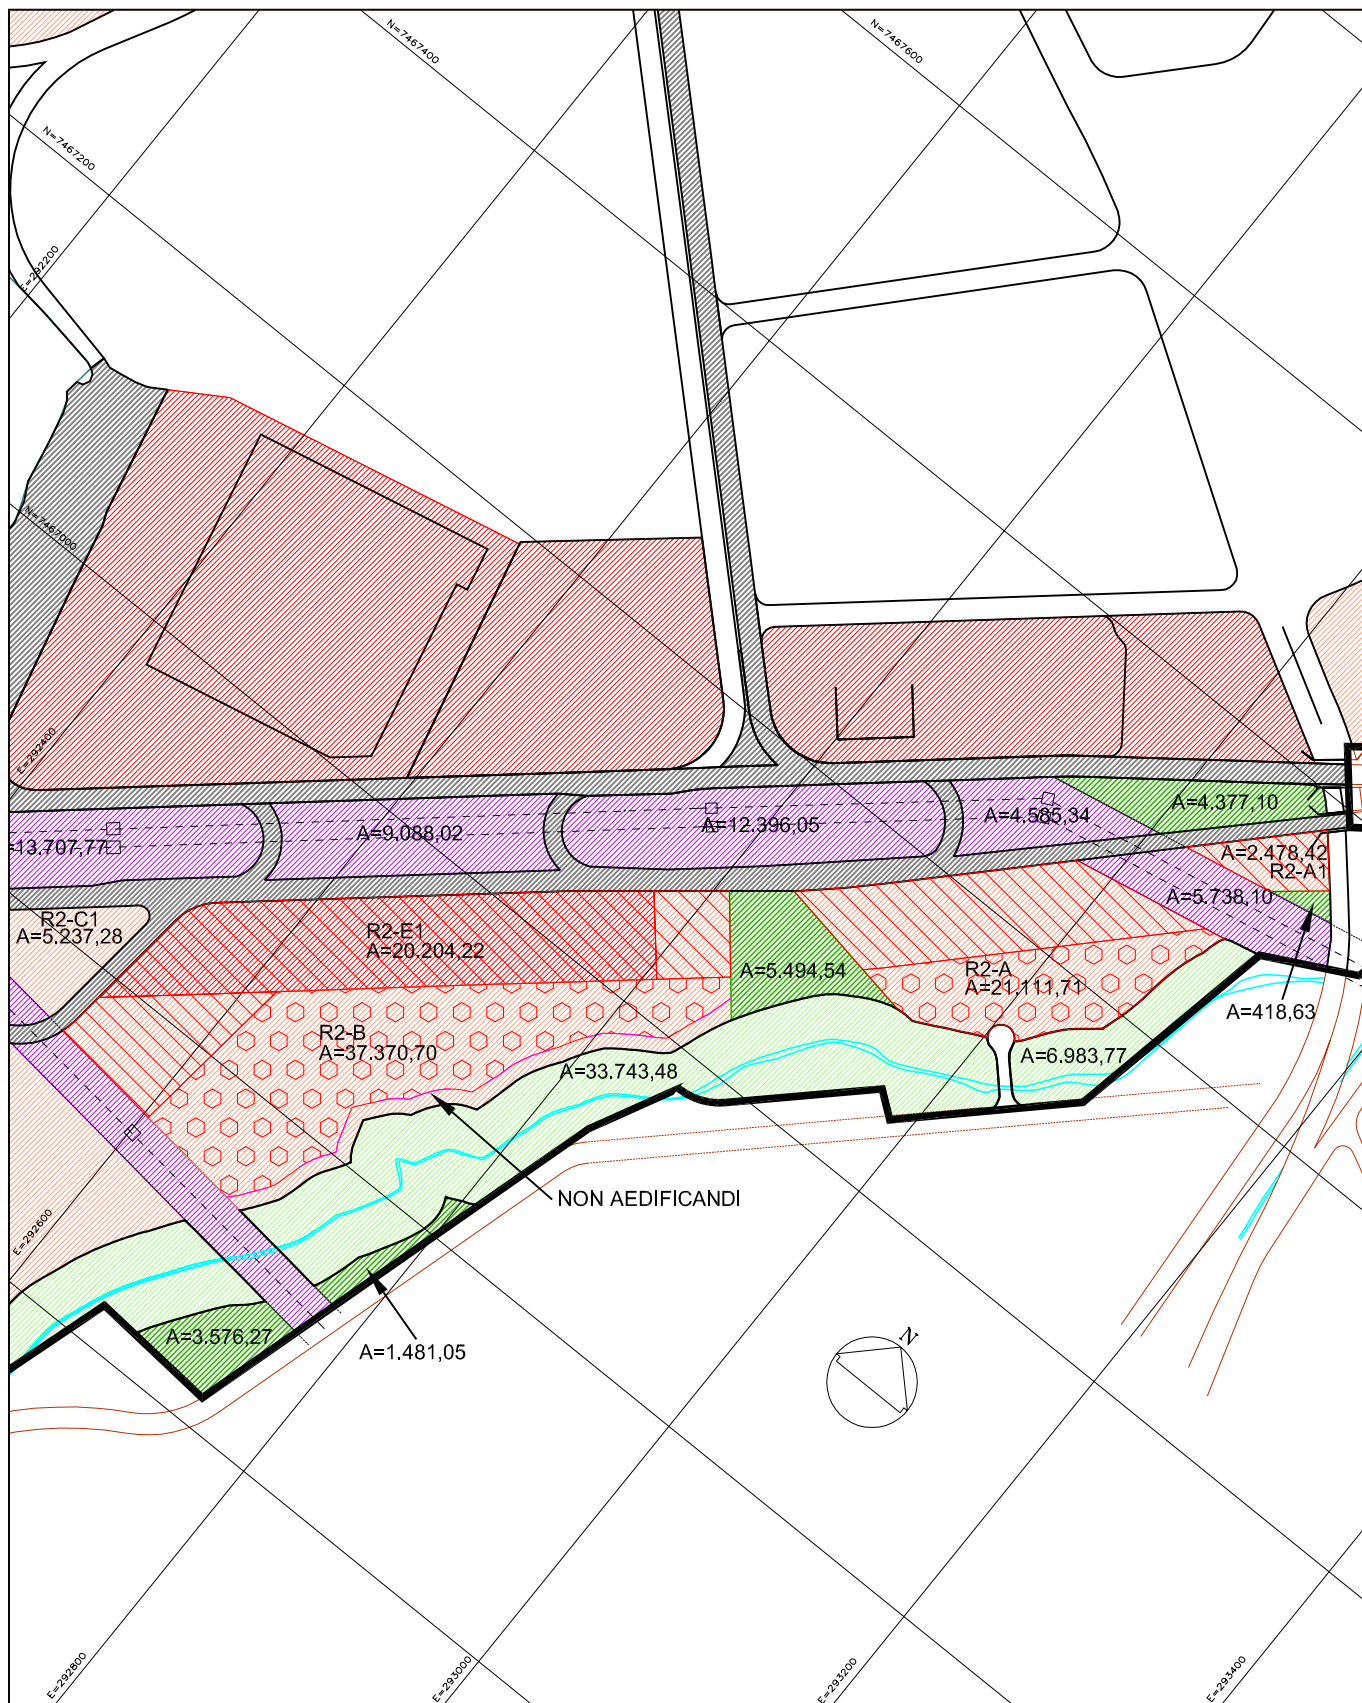 N=7467400
N=7467600
N=7467200
E=292200
N=7467000
E=292400
A=4.377,10
A=4.585,34
A=12.396,05
A=9.088,02
=13.707,77
A=2.478,42
R2-A1
A=5.738,10
R2-C1
A=5.237,28
R2-E1
A=20.204,22
A=5.494,54
R2-A
A=21.111,71
A=418,63
R2-B
A=37.370,70
A=6.983,77
A=33.743,48
NON AEDIFICANDI
E=292600
A=3.576,27
A=1.481,05
N
E=292800
E=293000
E=293200
E=293400